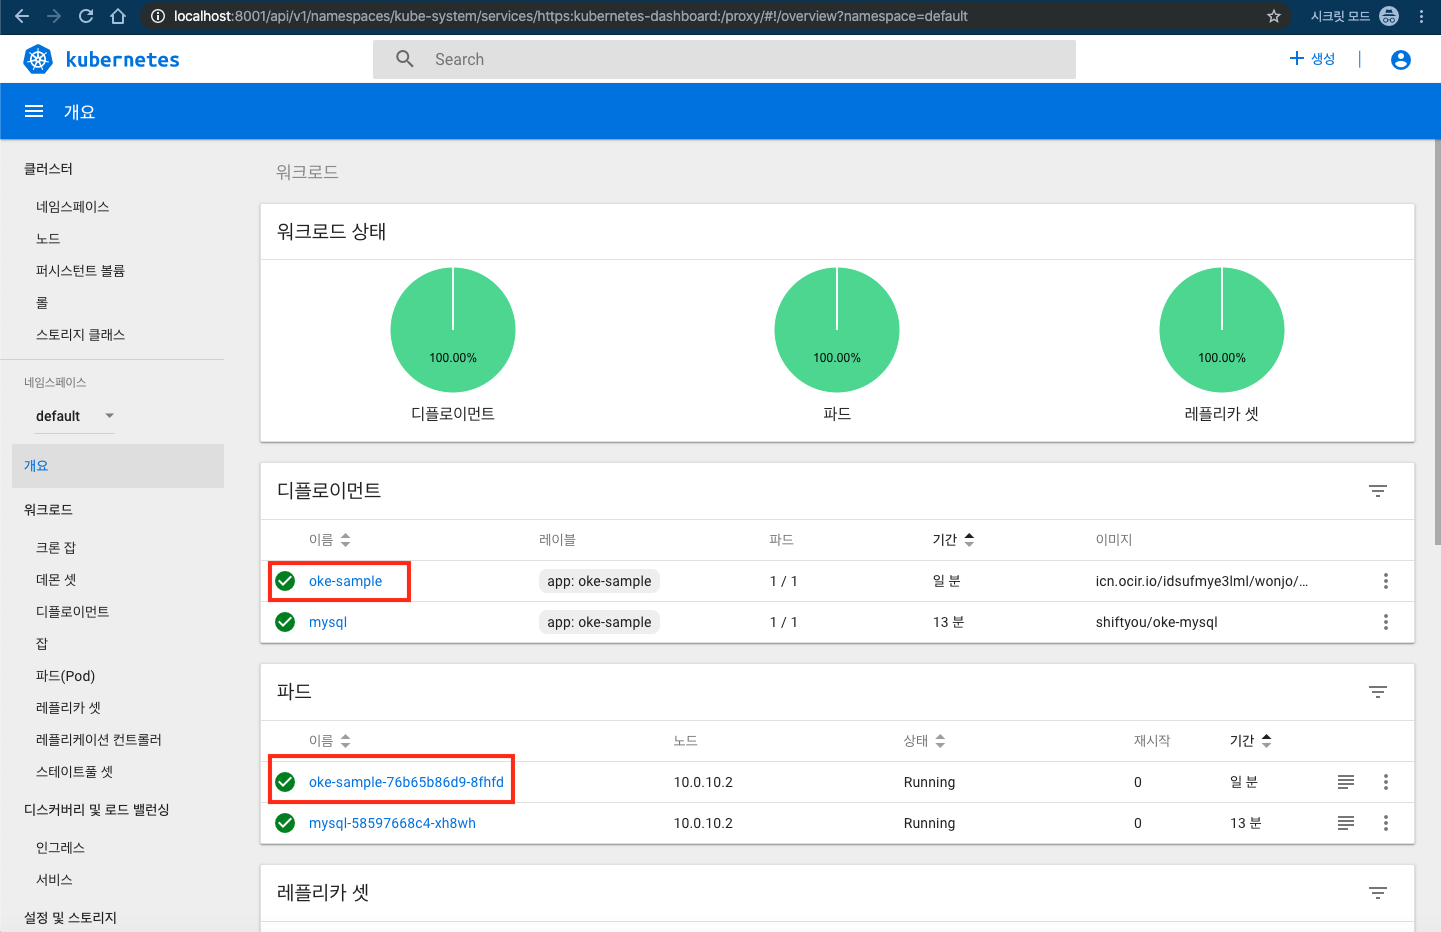 localhost:8001/api/v1/namespaces/kube-system/services/https:kubernetes-dashboard:/proxy/#!/overview?namespace=default
시크릿 모드
kubernetes
Search
생성
개요
클러스터
네임스페이스
노드
퍼시스턴트 볼륨
롤
스토리지 클래스
네임스페이스
default
개요
워크로드
크론 잡
데몬 셋
디플로이먼트
잡
파드(Pod)
레플리카 셋
레플리케이션 컨트롤러
스테이트풀 셋
디스커버리 및 로드 밸런싱
인그레스
서비스
설정 및 스토리지
워크로드
워크로드 상태
100.00% 100.00% 100.00%
디플로이먼트 파드 레플리카 셋
디플로이먼트
이름 레이블 파드 기간 이미지
oke-sample app: oke-sample 1 / 1 일 분 icn.ocir.io/idsufmye3lml/wonjo/…
mysql app: oke-sample 1 / 1 13 분 shiftyou/oke-mysql
파드
이름 노드 상태 재시작 기간
oke-sample-76b65b86d9-8fhfd 10.0.10.2 Running 0 일 분
mysql-58597668c4-xh8wh 10.0.10.2 Running 0 13 분
레플리카 셋